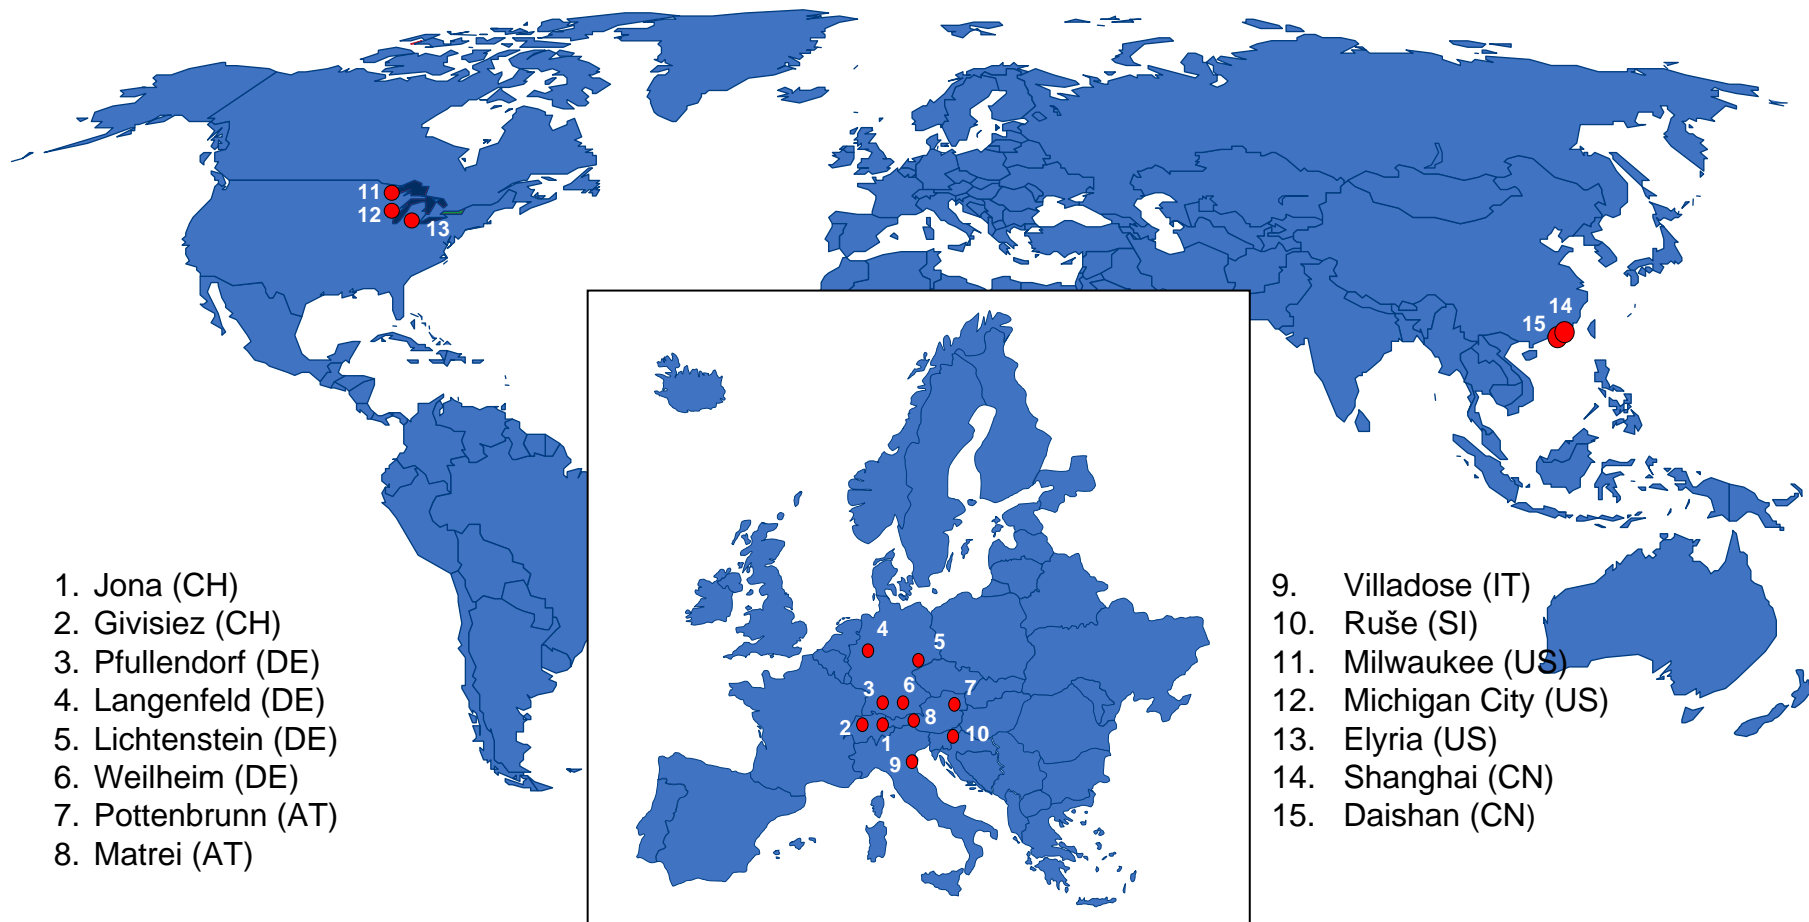 11
12
13
14
15
4
5
3
6
7
2
1
8
10
9
1. Jona (CH)
2. Givisiez (CH)
3. Pfullendorf (DE)
4. Langenfeld (DE)
5. Lichtenstein (DE)
6. Weilheim (DE)
7. Pottenbrunn (AT)
8. Matrei (AT)
9. Villadose (IT)
10. Ruše (SI)
11. Milwaukee (US)
12. Michigan City (US)
13. Elyria (US)
14. Shanghai (CN)
15. Daishan (CN)